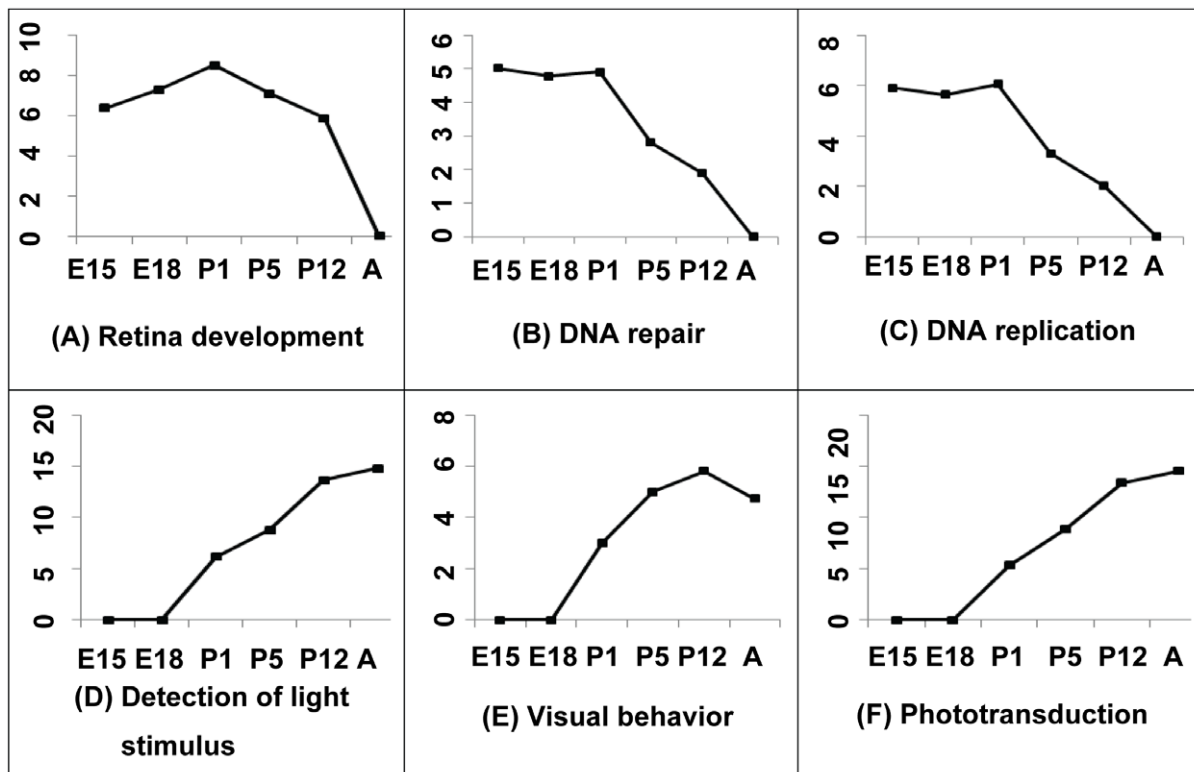 10
8
6
4
2
0
E15 E18 P1 P5 P12 A
(A) Retina development
6
5
4
3
2
1
0
E15 E18 P1 P5 P12 A
(B) DNA repair
8
6
4
2
0
E15 E18 P1 P5 P12 A
(C) DNA replication
20
15
10
5
0
E15 E18 P1 P5 P12 A
(D) Detection of light
stimulus
8
6
4
2
0
E15 E18 P1 P5 P12 A
(E) Visual behavior
20
15
10
5
0
E15 E18 P1 P5 P12 A
(F) Phototransduction